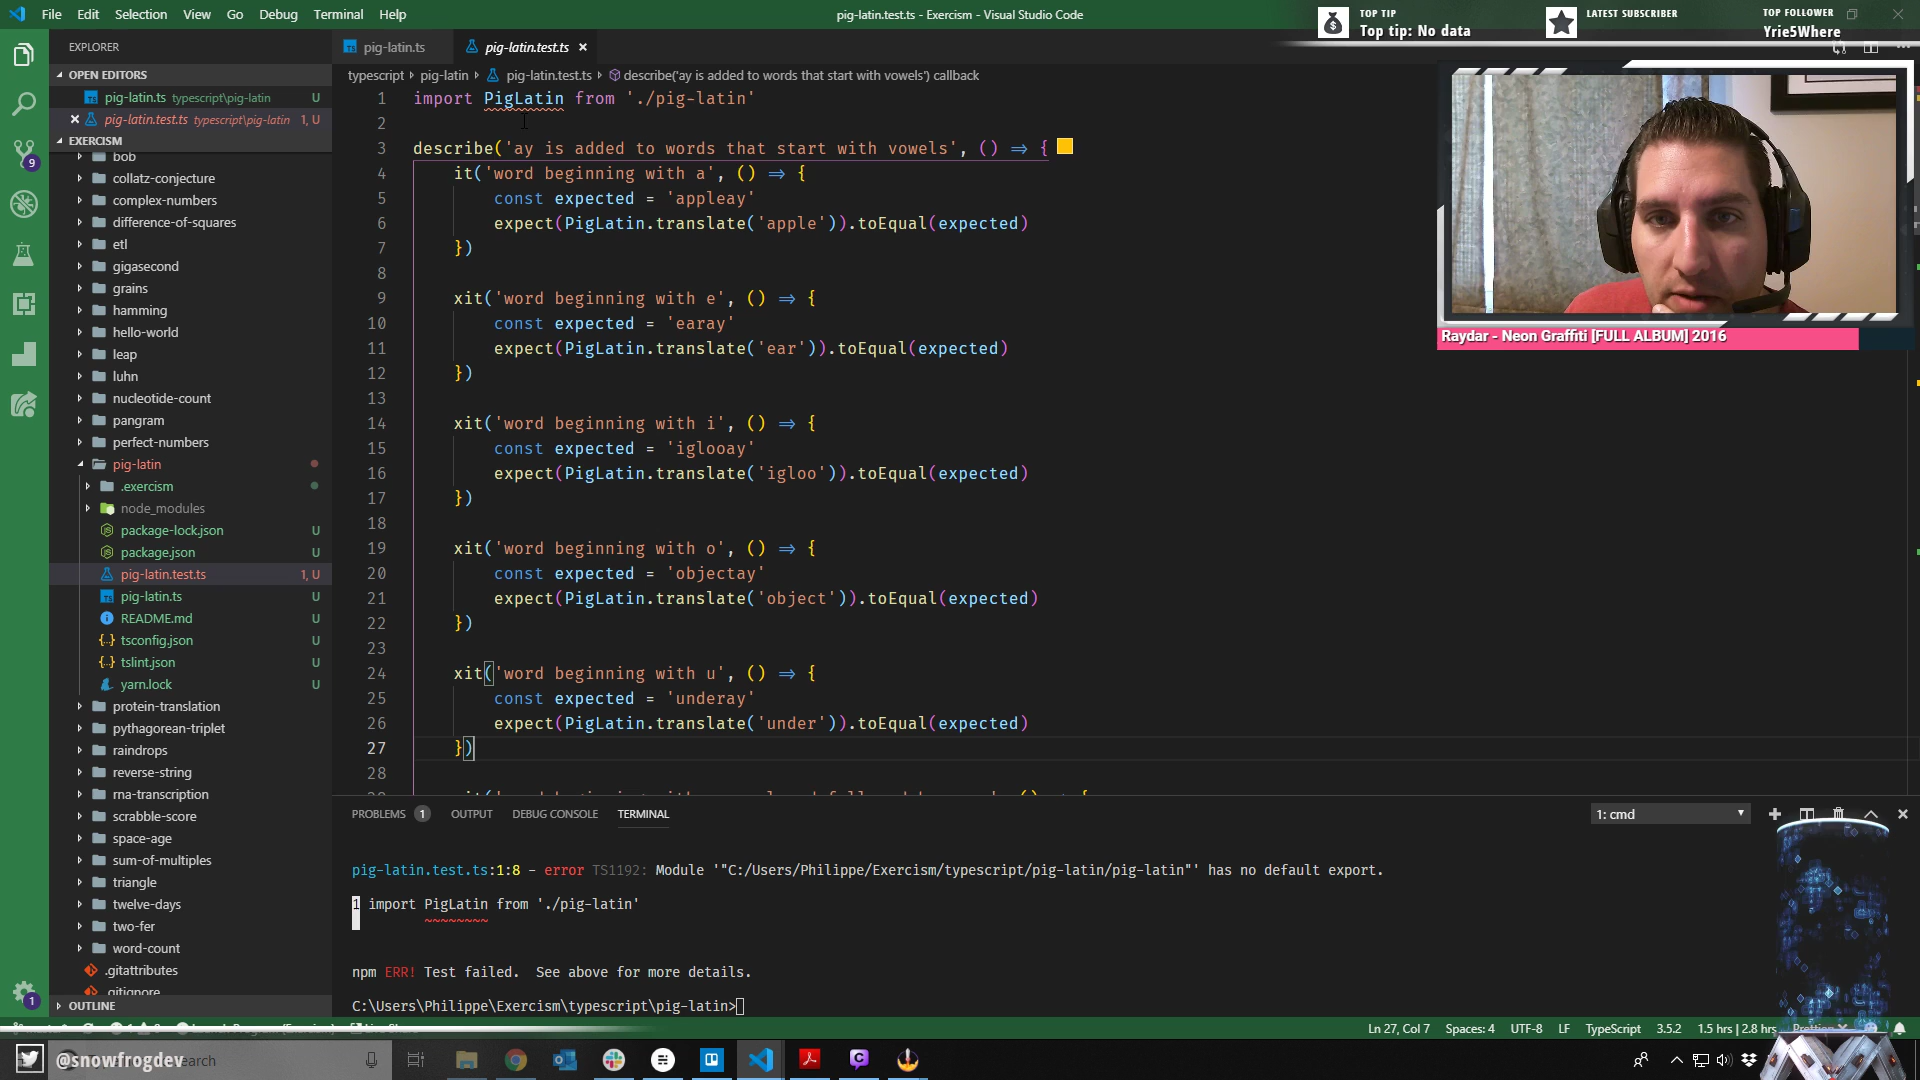 File Edit Selection View Go Debug Terminal Help
pig-latin.test.ts - Exercism - Visual Studio Code
TOP TIP
Top tip: No data
LATEST SUBSCRIBER
TOP FOLLOWER
Yrie5Where
EXPLORER
OPEN EDITORS
pig-latin.ts typescript\pig-latin U
pig-latin.test.ts typescript\pig-latin 1, U
EXERCISM
bob
collatz-conjecture
complex-numbers
difference-of-squares
etl
gigasecond
grains
hamming
hello-world
leap
luhn
nucleotide-count
pangram
perfect-numbers
pig-latin
.exercism
node_modules
package-lock.json U
package.json U
pig-latin.test.ts 1, U
pig-latin.ts U
README.md U
tsconfig.json U
tslint.json U
yarn.lock U
protein-translation
pythagorean-triplet
raindrops
reverse-string
rna-transcription
scrabble-score
space-age
sum-of-multiples
triangle
twelve-days
two-fer
word-count
.gitattributes
.gitignore
OUTLINE
9
1
pig-latin.ts
pig-latin.test.ts
typescript pig-latin pig-latin.test.ts describe('ay is added to words that start with vowels') callback
1 import PigLatin from './pig-latin'
2
3 describe('ay is added to words that start with vowels', () => {
4 it('word beginning with a', () => {
5 const expected = 'appleay'
6 expect(PigLatin.translate('apple')).toEqual(expected)
7 })
8
9 xit('word beginning with e', () => {
10 const expected = 'earay'
11 expect(PigLatin.translate('ear')).toEqual(expected)
12 })
13
14 xit('word beginning with i', () => {
15 const expected = 'iglooay'
16 expect(PigLatin.translate('igloo')).toEqual(expected)
17 })
18
19 xit('word beginning with o', () => {
20 const expected = 'objectay'
21 expect(PigLatin.translate('object')).toEqual(expected)
22 })
23
24 xit('word beginning with u', () => {
25 const expected = 'underay'
26 expect(PigLatin.translate('under')).toEqual(expected)
27 })
28
Raydar - Neon Graffiti [FULL ALBUM] 2016
PROBLEMS 1 OUTPUT DEBUG CONSOLE TERMINAL
1: cmd
pig-latin.test.ts:1:8 - error TS1192: Module '"C:/Users/Philippe/Exercism/typescript/pig-latin/pig-latin"' has no default export.
1 import PigLatin from './pig-latin'
~~~~~~~~
npm ERR! Test failed. See above for more details.
C:\Users\Philippe\Exercism\typescript\pig-latin>
Ln 27, Col 7 Spaces: 4 UTF-8 LF TypeScript 3.5.2 1.5 hrs | 2.8 hrs
@snowfrogdev